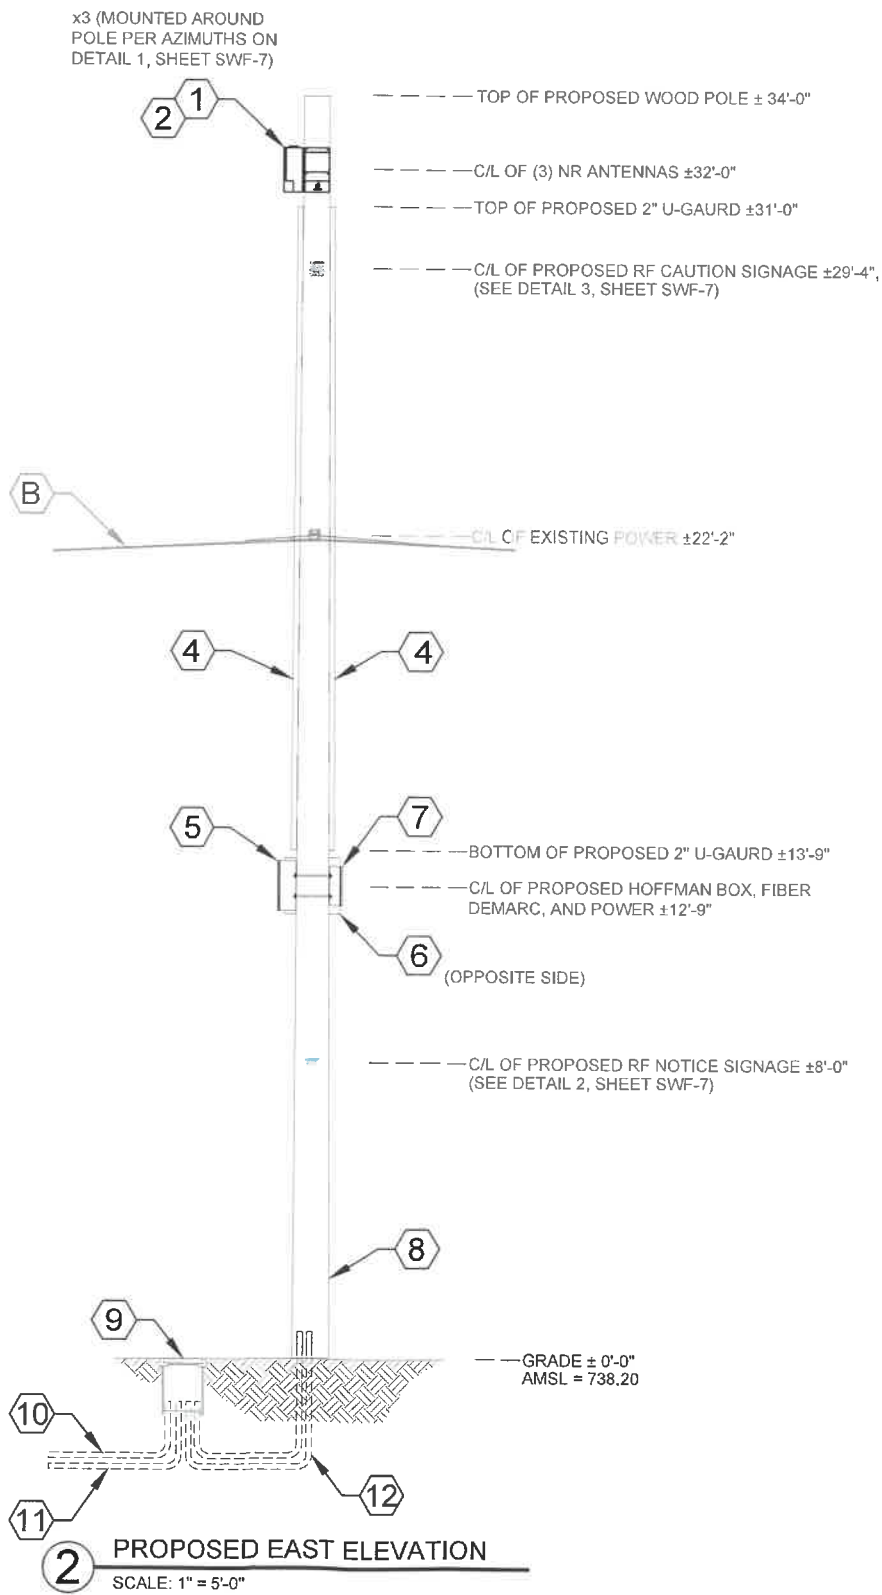 x3 (MOUNTED AROUND
POLE PER AZIMUTHS ON
DETAIL 1, SHEET SWF-7)
1
2
TOP OF PROPOSED WOOD POLE ± 34'-0"
C/L OF (3) NR ANTENNAS ±32'-0"
TOP OF PROPOSED 2" U-GAURD ±31'-0"
C/L OF PROPOSED RF CAUTION SIGNAGE ±29'-4",
(SEE DETAIL 3, SHEET SWF-7)
B
C/L OF EXISTING POWER ±22'-2"
4
4
5
7
BOTTOM OF PROPOSED 2" U-GAURD ±13'-9"
C/L OF PROPOSED HOFFMAN BOX, FIBER
DEMARC, AND POWER ±12'-9"
6
(OPPOSITE SIDE)
C/L OF PROPOSED RF NOTICE SIGNAGE ±8'-0"
(SEE DETAIL 2, SHEET SWF-7)
8
9
GRADE ± 0'-0"
AMSL = 738.20
10
11
12
2 PROPOSED EAST ELEVATION
SCALE: 1" = 5'-0"